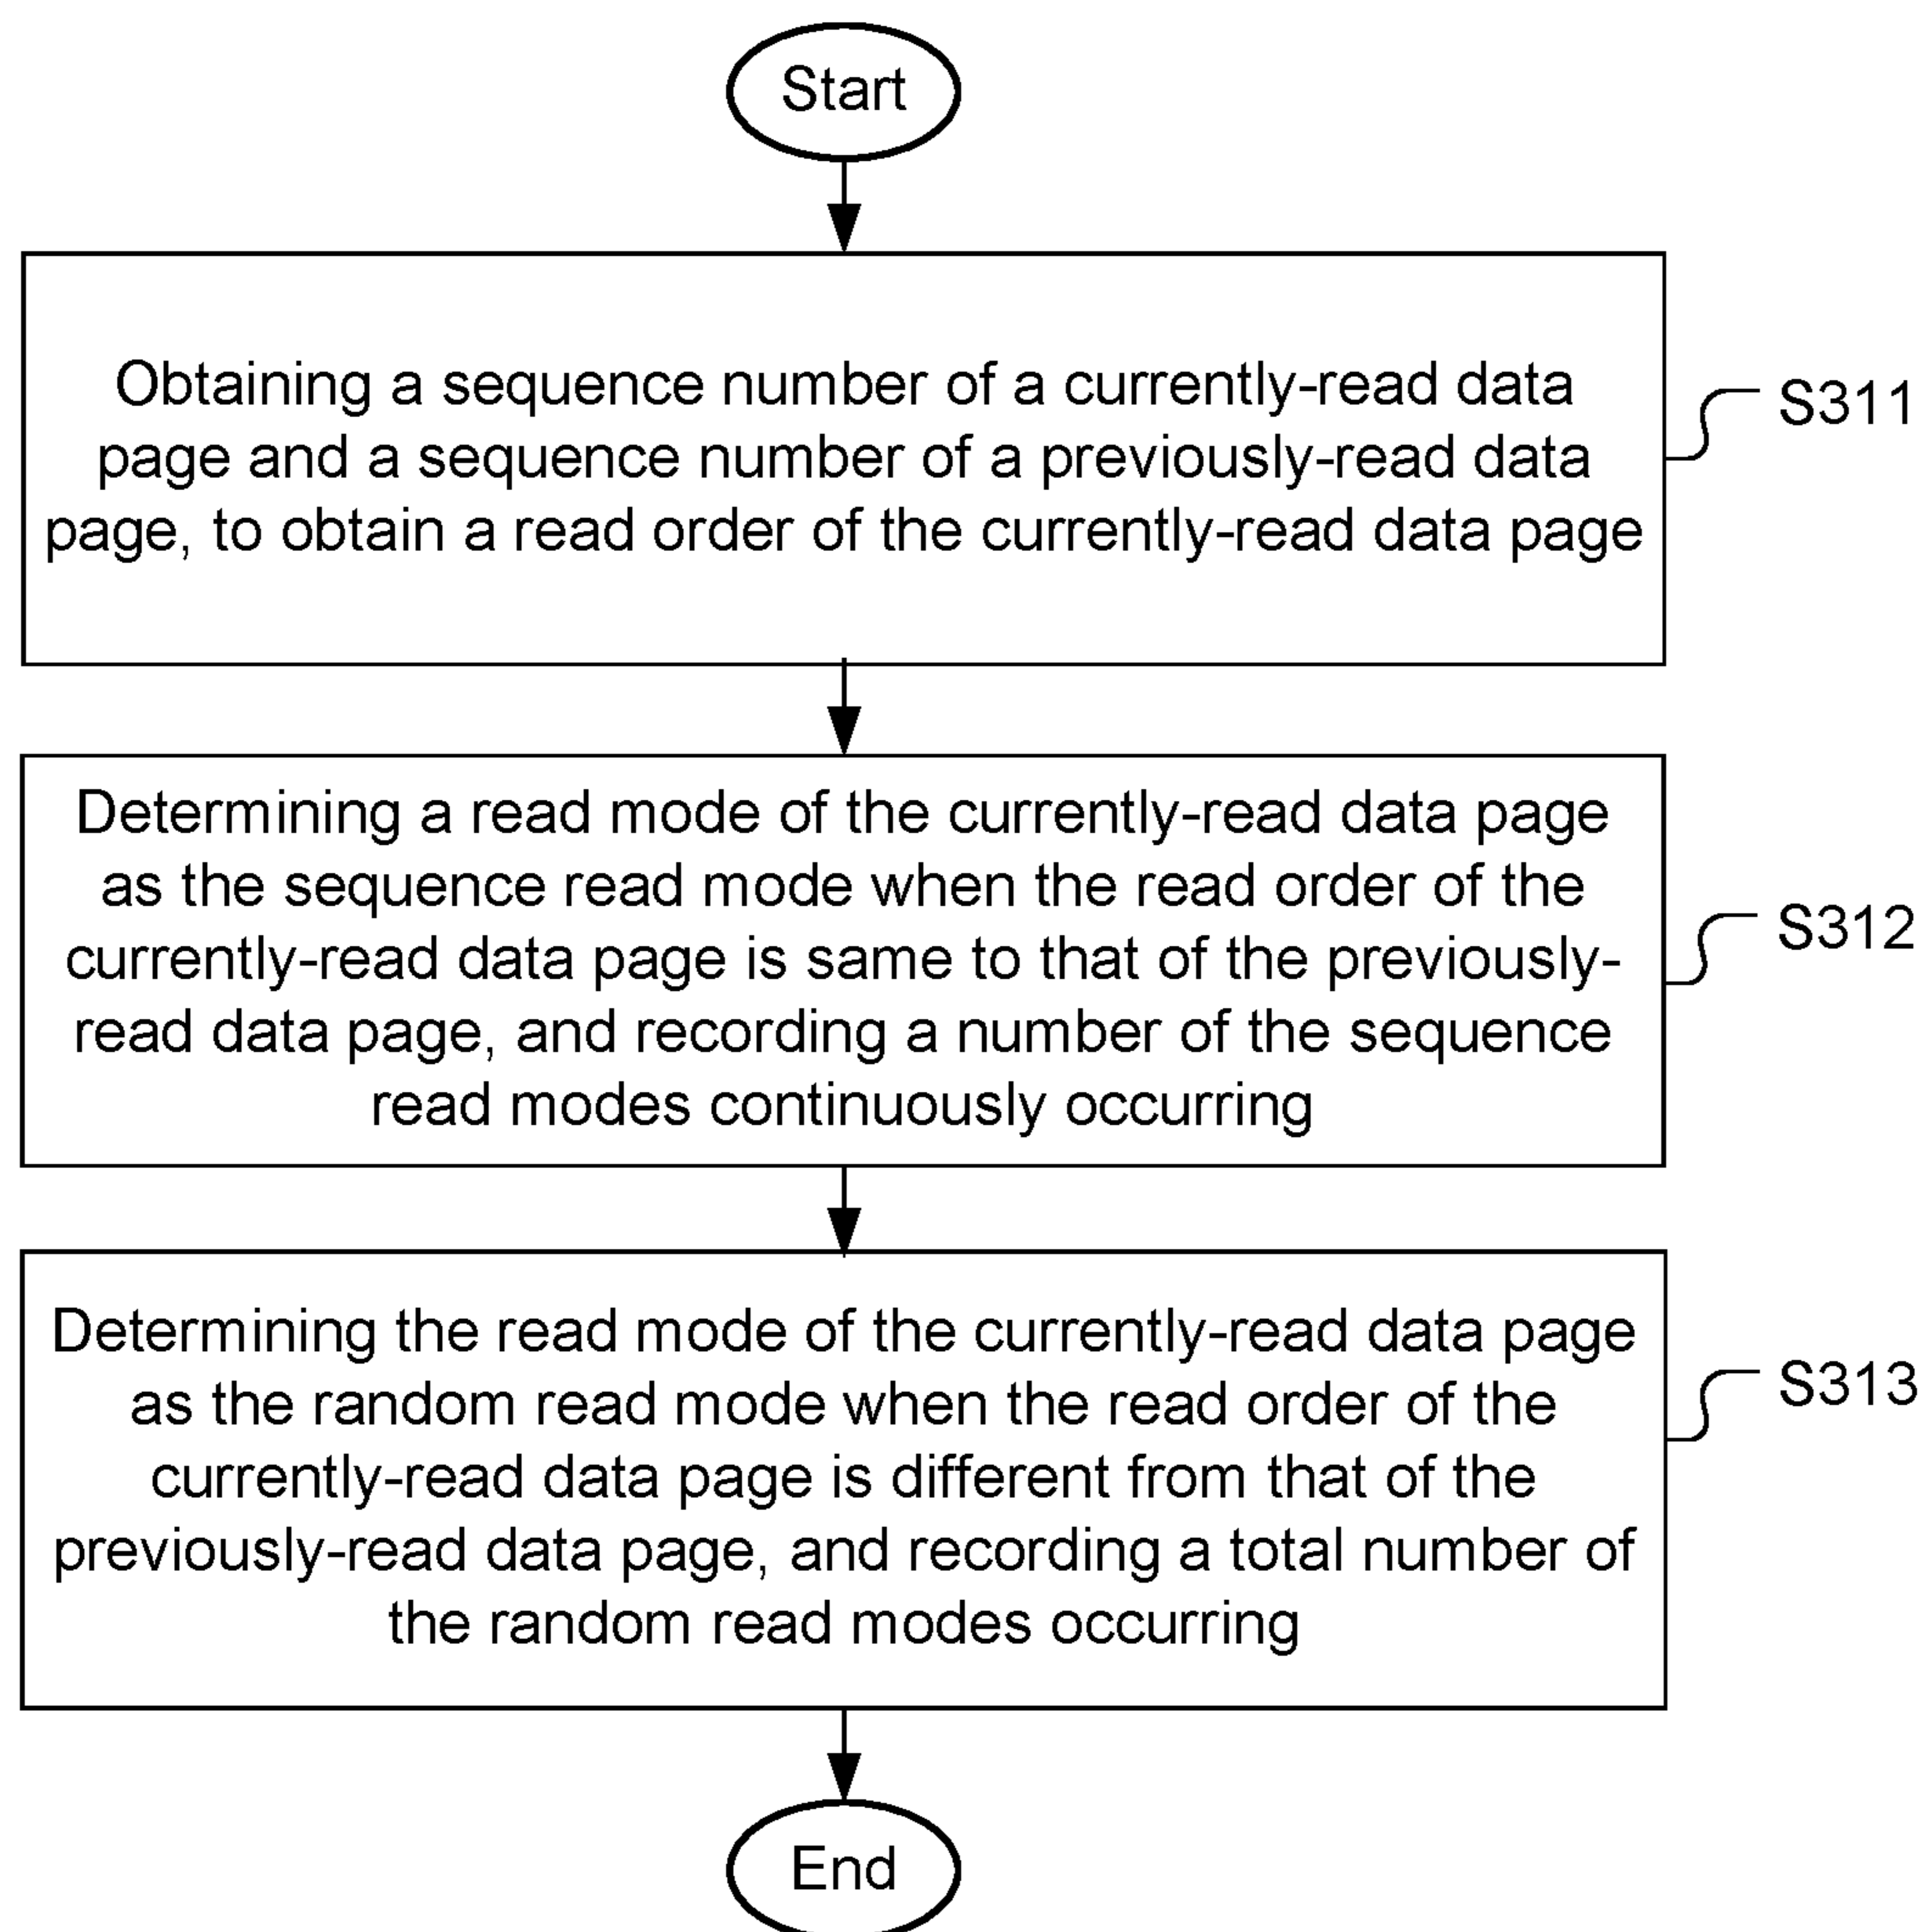 Start
Obtaining a sequence number of a currently-read data
page and a sequence number of a previously-read data
page, to obtain a read order of the currently-read data page
S311
Determining a read mode of the currently-read data page
as the sequence read mode when the read order of the
currently-read data page is same to that of the previously-
read data page, and recording a number of the sequence
read modes continuously occurring
S312
Determining the read mode of the currently-read data page
as the random read mode when the read order of the
currently-read data page is different from that of the
previously-read data page, and recording a total number of
the random read modes occurring
S313
End